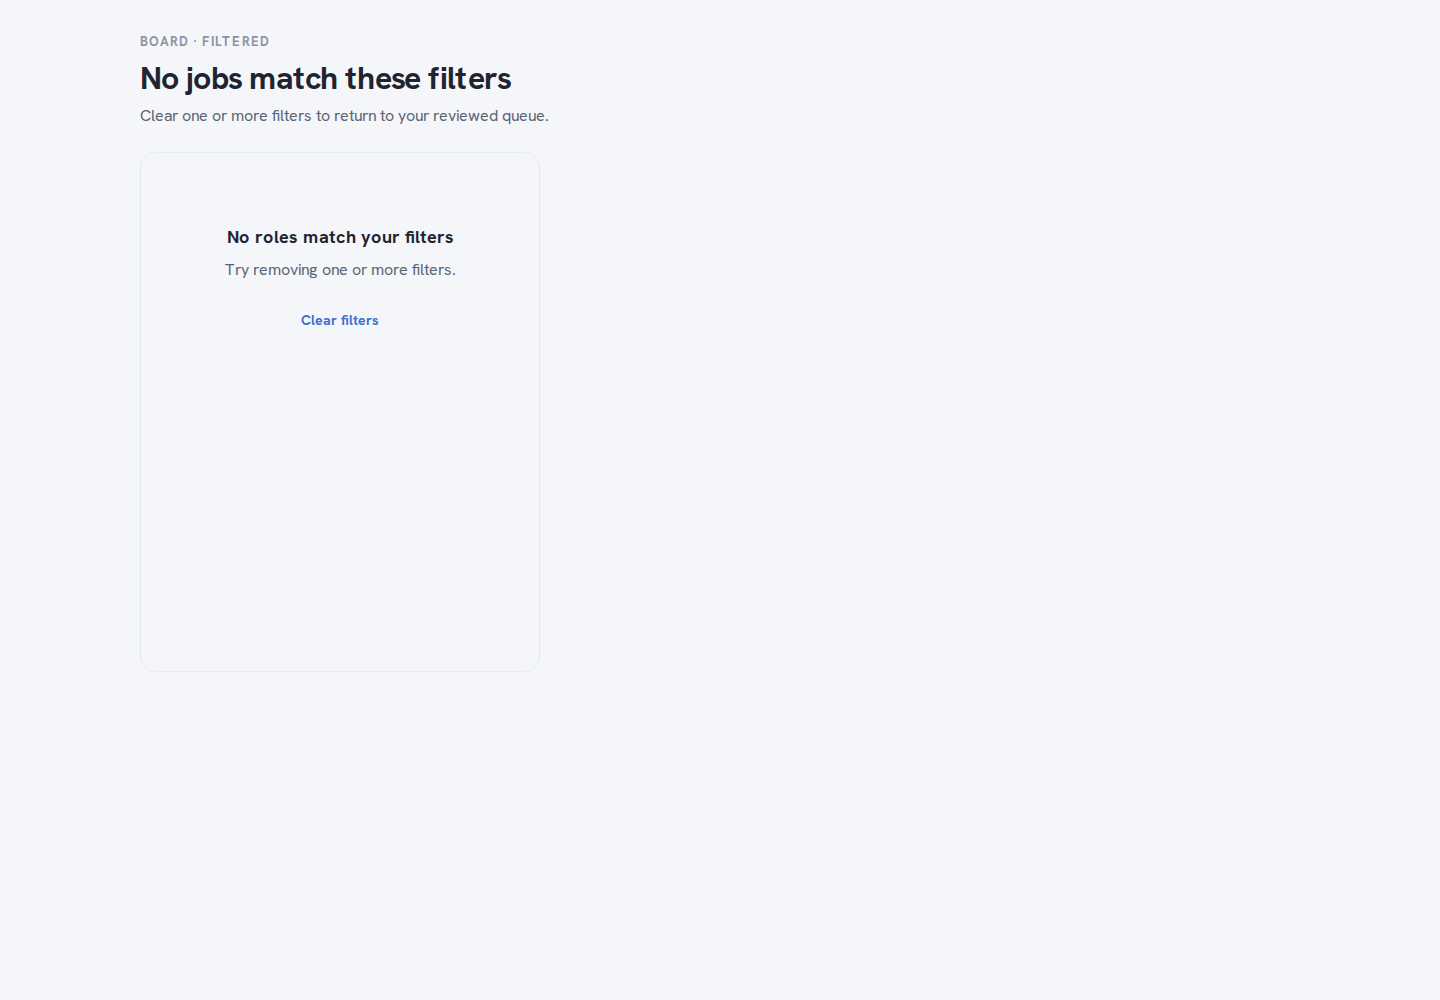 BOARD · FILTERED
No jobs match these filters
Clear one or more filters to return to your reviewed queue.
No roles match your filters
Try removing one or more filters.
Clear filters